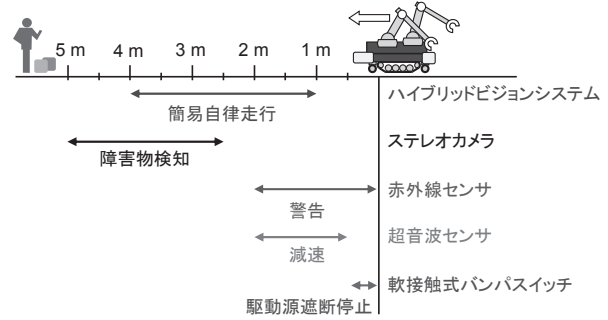 5 m 4 m 3 m 2 m 1 m
簡易自律走行
ハイブリッドビジョンシステム
障害物検知
ステレオカメラ
警告
赤外線センサ
減速
超音波センサ
軟接触式バンパスイッチ
駆動源遮断停止